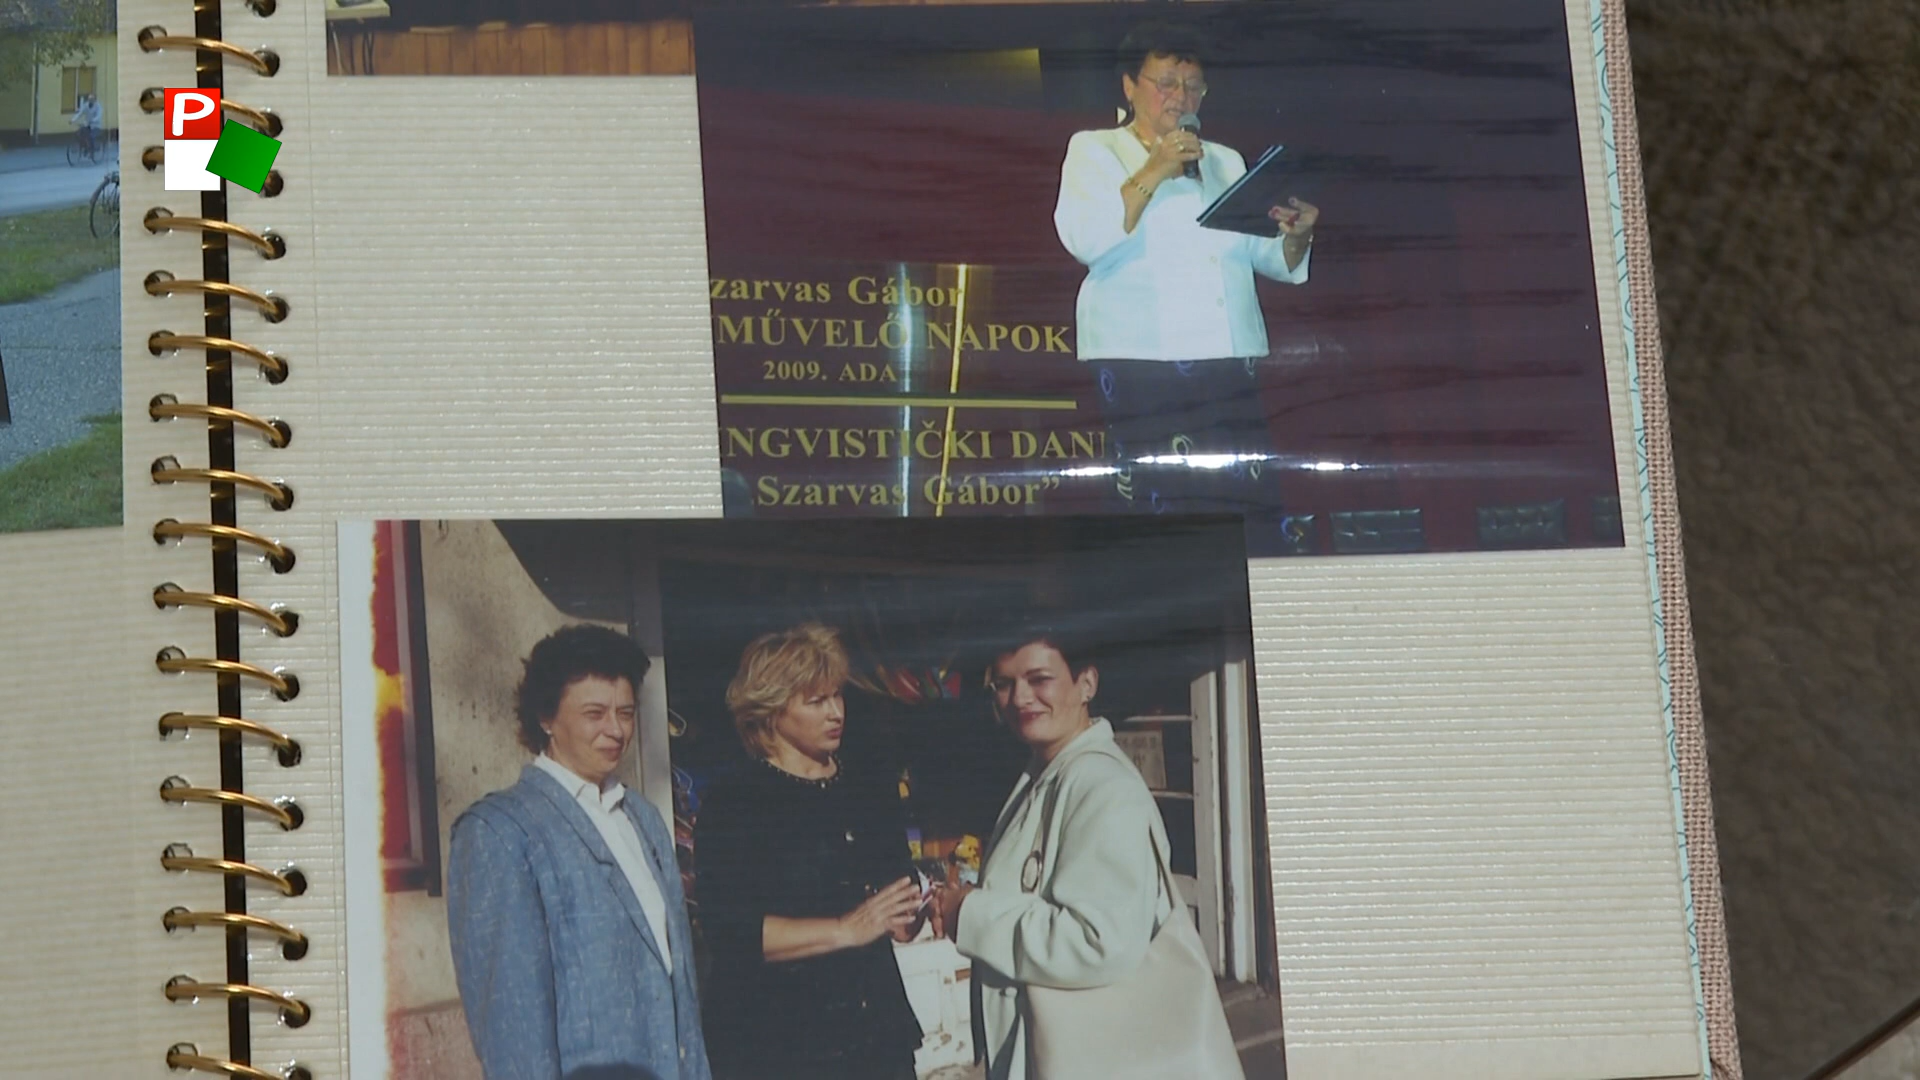 P
zarvas Gábor
MŰVELŐ NAPOK
2009. ADA
NGVISTIČKI DANI
„Szarvas Gábor”